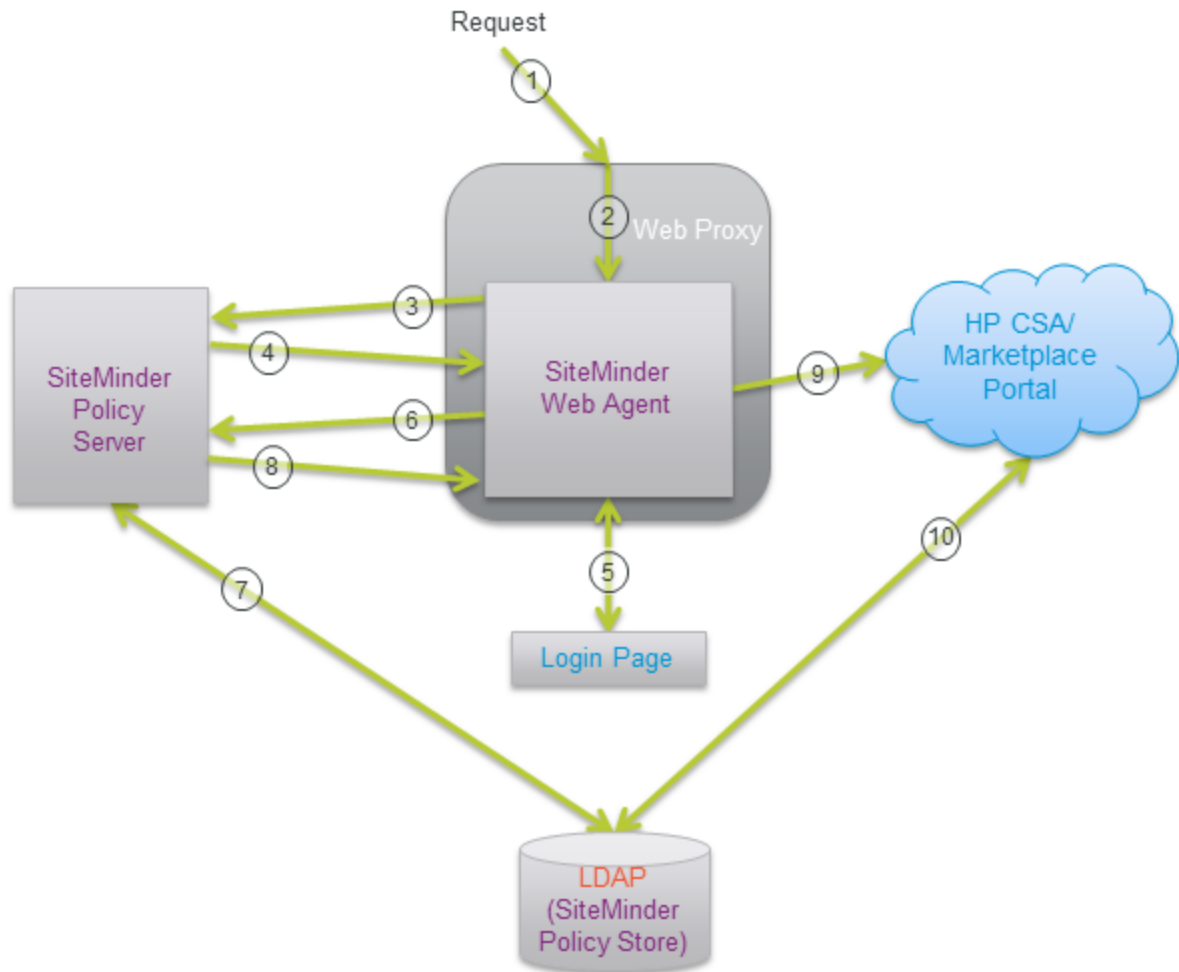 Request
1
2
Web Proxy
3
4
SiteMinder
Policy
Server
SiteMinder
Web Agent
6
8
9
HP CSA/
Marketplace
Portal
5
7
10
Login Page
LDAP
(SiteMinder
Policy Store)